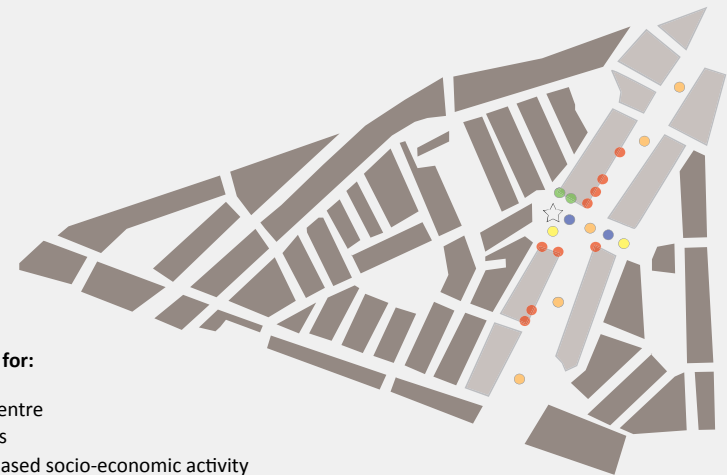 for:
entre
s
ased socio-economic activity